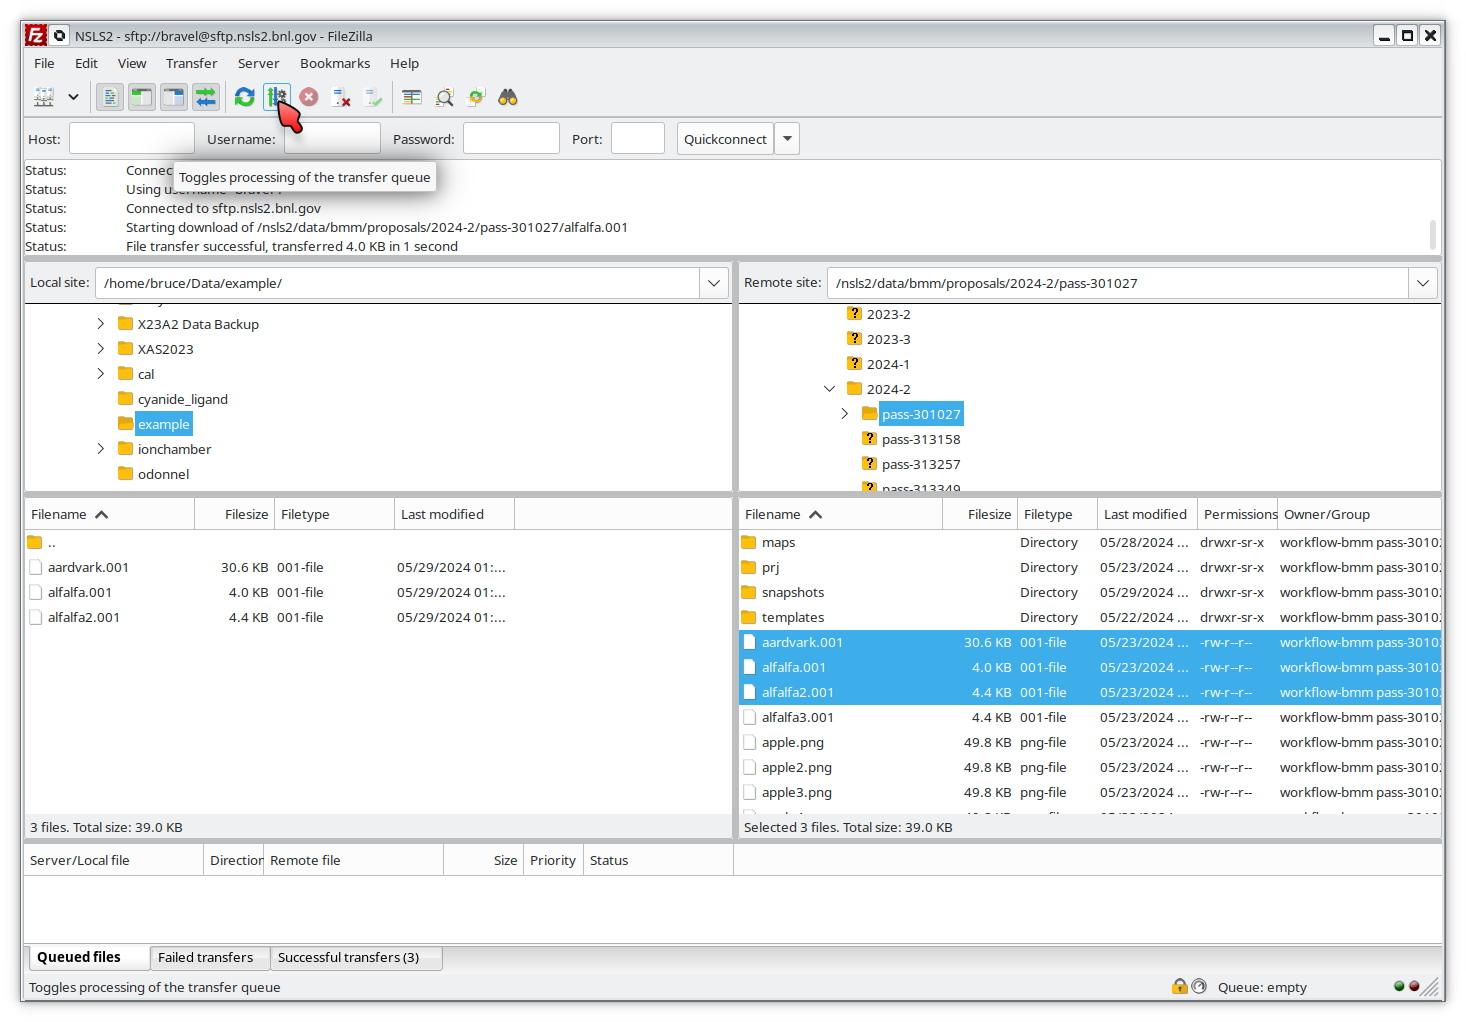 NSLS2 - sftp://bravel@sftp.nsls2.bnl.gov - FileZilla
File Edit View Transfer Server Bookmarks Help
Host: Username: Password: Port: Quickconnect
Toggles processing of the transfer queue
Status: Connec
Status: Using u
Status: Connected to sftp.nsls2.bnl.gov
Status: Starting download of /nsls2/data/bmm/proposals/2024-2/pass-301027/alfalfa.001
Status: File transfer successful, transferred 4.0 KB in 1 second
Local site: /home/bruce/Data/example/
X23A2 Data Backup
XAS2023
cal
cyanide_ligand
example
ionchamber
odonnel
Remote site: /nsls2/data/bmm/proposals/2024-2/pass-301027
2023-2
2023-3
2024-1
2024-2
pass-301027
pass-313158
pass-313257
pass-313349
Filename Filesize Filetype Last modified
..
aardvark.001 30.6 KB 001-file 05/29/2024 01:...
alfalfa.001 4.0 KB 001-file 05/29/2024 01:...
alfalfa2.001 4.4 KB 001-file 05/29/2024 01:...
3 files. Total size: 39.0 KB
Filename Filesize Filetype Last modified Permissions Owner/Group
maps Directory 05/28/2024 ... drwxr-sr-x workflow-bmm pass-3010
prj Directory 05/23/2024 ... drwxr-sr-x workflow-bmm pass-3010
snapshots Directory 05/29/2024 ... drwxr-sr-x workflow-bmm pass-3010
templates Directory 05/22/2024 ... drwxr-sr-x workflow-bmm pass-3010
aardvark.001 30.6 KB 001-file 05/23/2024 ... -rw-r--r-- workflow-bmm pass-3010
alfalfa.001 4.0 KB 001-file 05/23/2024 ... -rw-r--r-- workflow-bmm pass-3010
alfalfa2.001 4.4 KB 001-file 05/23/2024 ... -rw-r--r-- workflow-bmm pass-3010
alfalfa3.001 4.4 KB 001-file 05/23/2024 ... -rw-r--r-- workflow-bmm pass-3010
apple.png 49.8 KB png-file 05/23/2024 ... -rw-r--r-- workflow-bmm pass-3010
apple2.png 49.8 KB png-file 05/23/2024 ... -rw-r--r-- workflow-bmm pass-3010
apple3.png 49.8 KB png-file 05/23/2024 ... -rw-r--r-- workflow-bmm pass-3010
Selected 3 files. Total size: 39.0 KB
Server/Local file Direction Remote file Size Priority Status
Queued files Failed transfers Successful transfers (3)
Toggles processing of the transfer queue Queue: empty